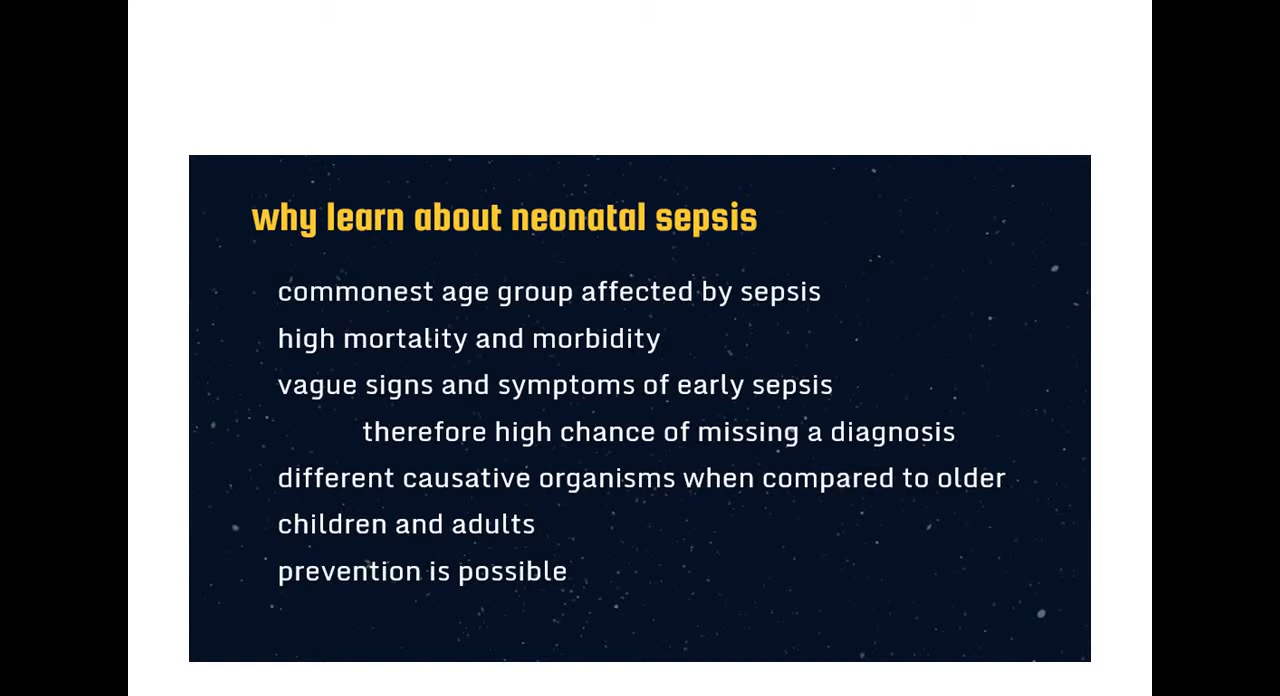 why learn about neonatal sepsis
commonest age group affected by sepsis
high mortality and morbidity
vague signs and symptoms of early sepsis
therefore high chance of missing a diagnosis
different causative organisms when compared to older
children and adults
prevention is possible